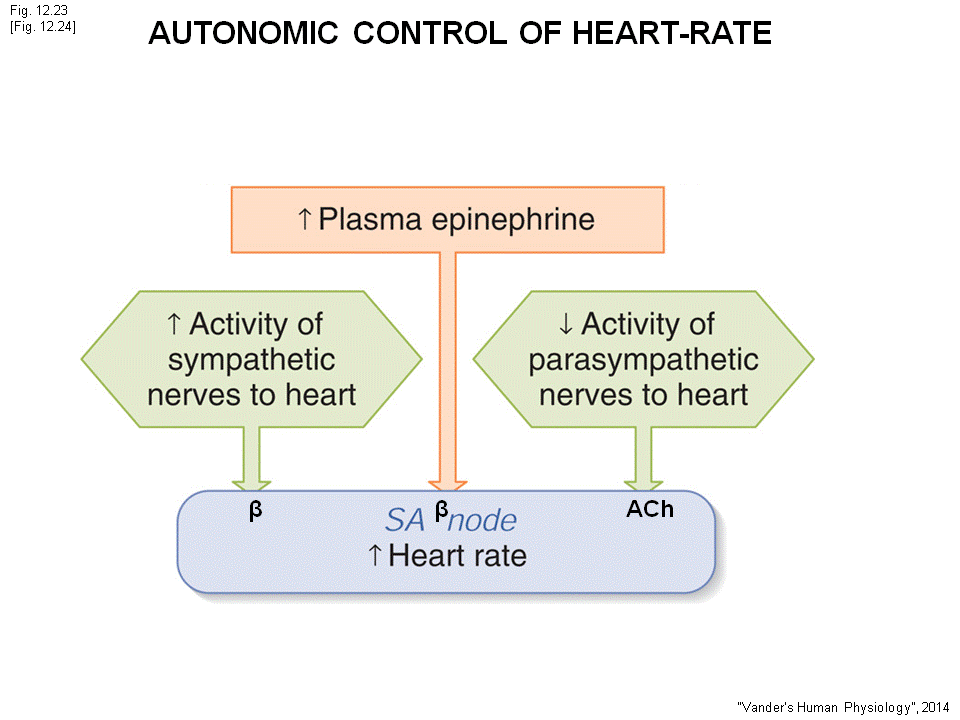 Fig. 12.23
[Fig. 12.24]
AUTONOMIC CONTROL OF HEART-RATE
↑ Plasma epinephrine
↑ Activity of
sympathetic
nerves to heart
↓ Activity of
parasympathetic
nerves to heart
β
β
ACh
SA node
↑ Heart rate
"Vander's Human Physiology", 2014